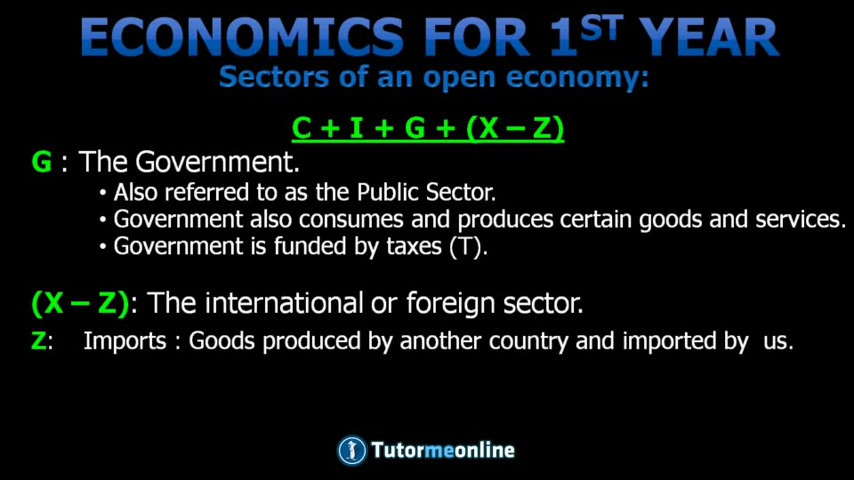 ECONOMICS FOR 1ST YEAR
Sectors of an open economy:
C + I + G + (X – Z)
G : The Government.
• Also referred to as the Public Sector.
• Government also consumes and produces certain goods and services.
• Government is funded by taxes (T).
(X – Z): The international or foreign sector.
Z: Imports : Goods produced by another country and imported by us.
Tutormeonline